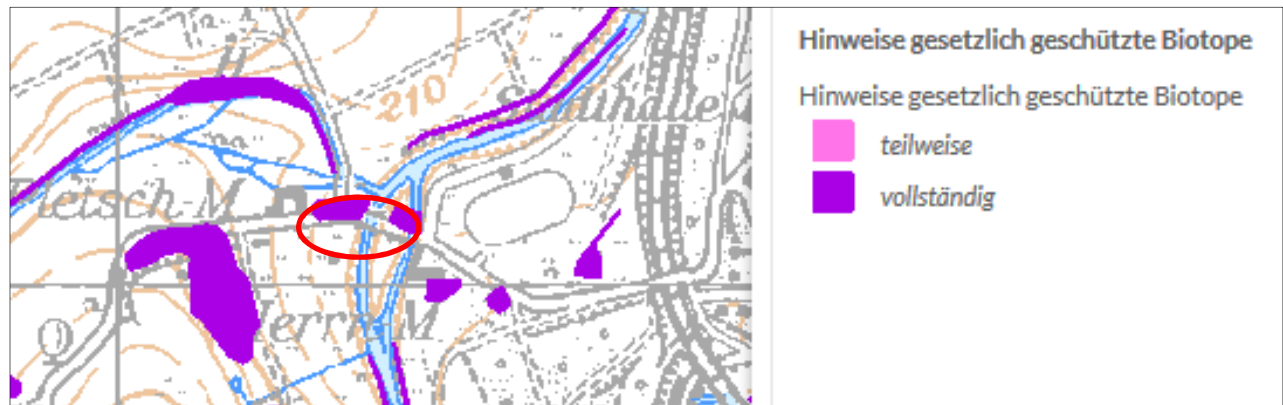 Hinweise gesetzlich geschützte Biotope
Hinweise gesetzlich geschützte Biotope
teilweise
vollständig
210